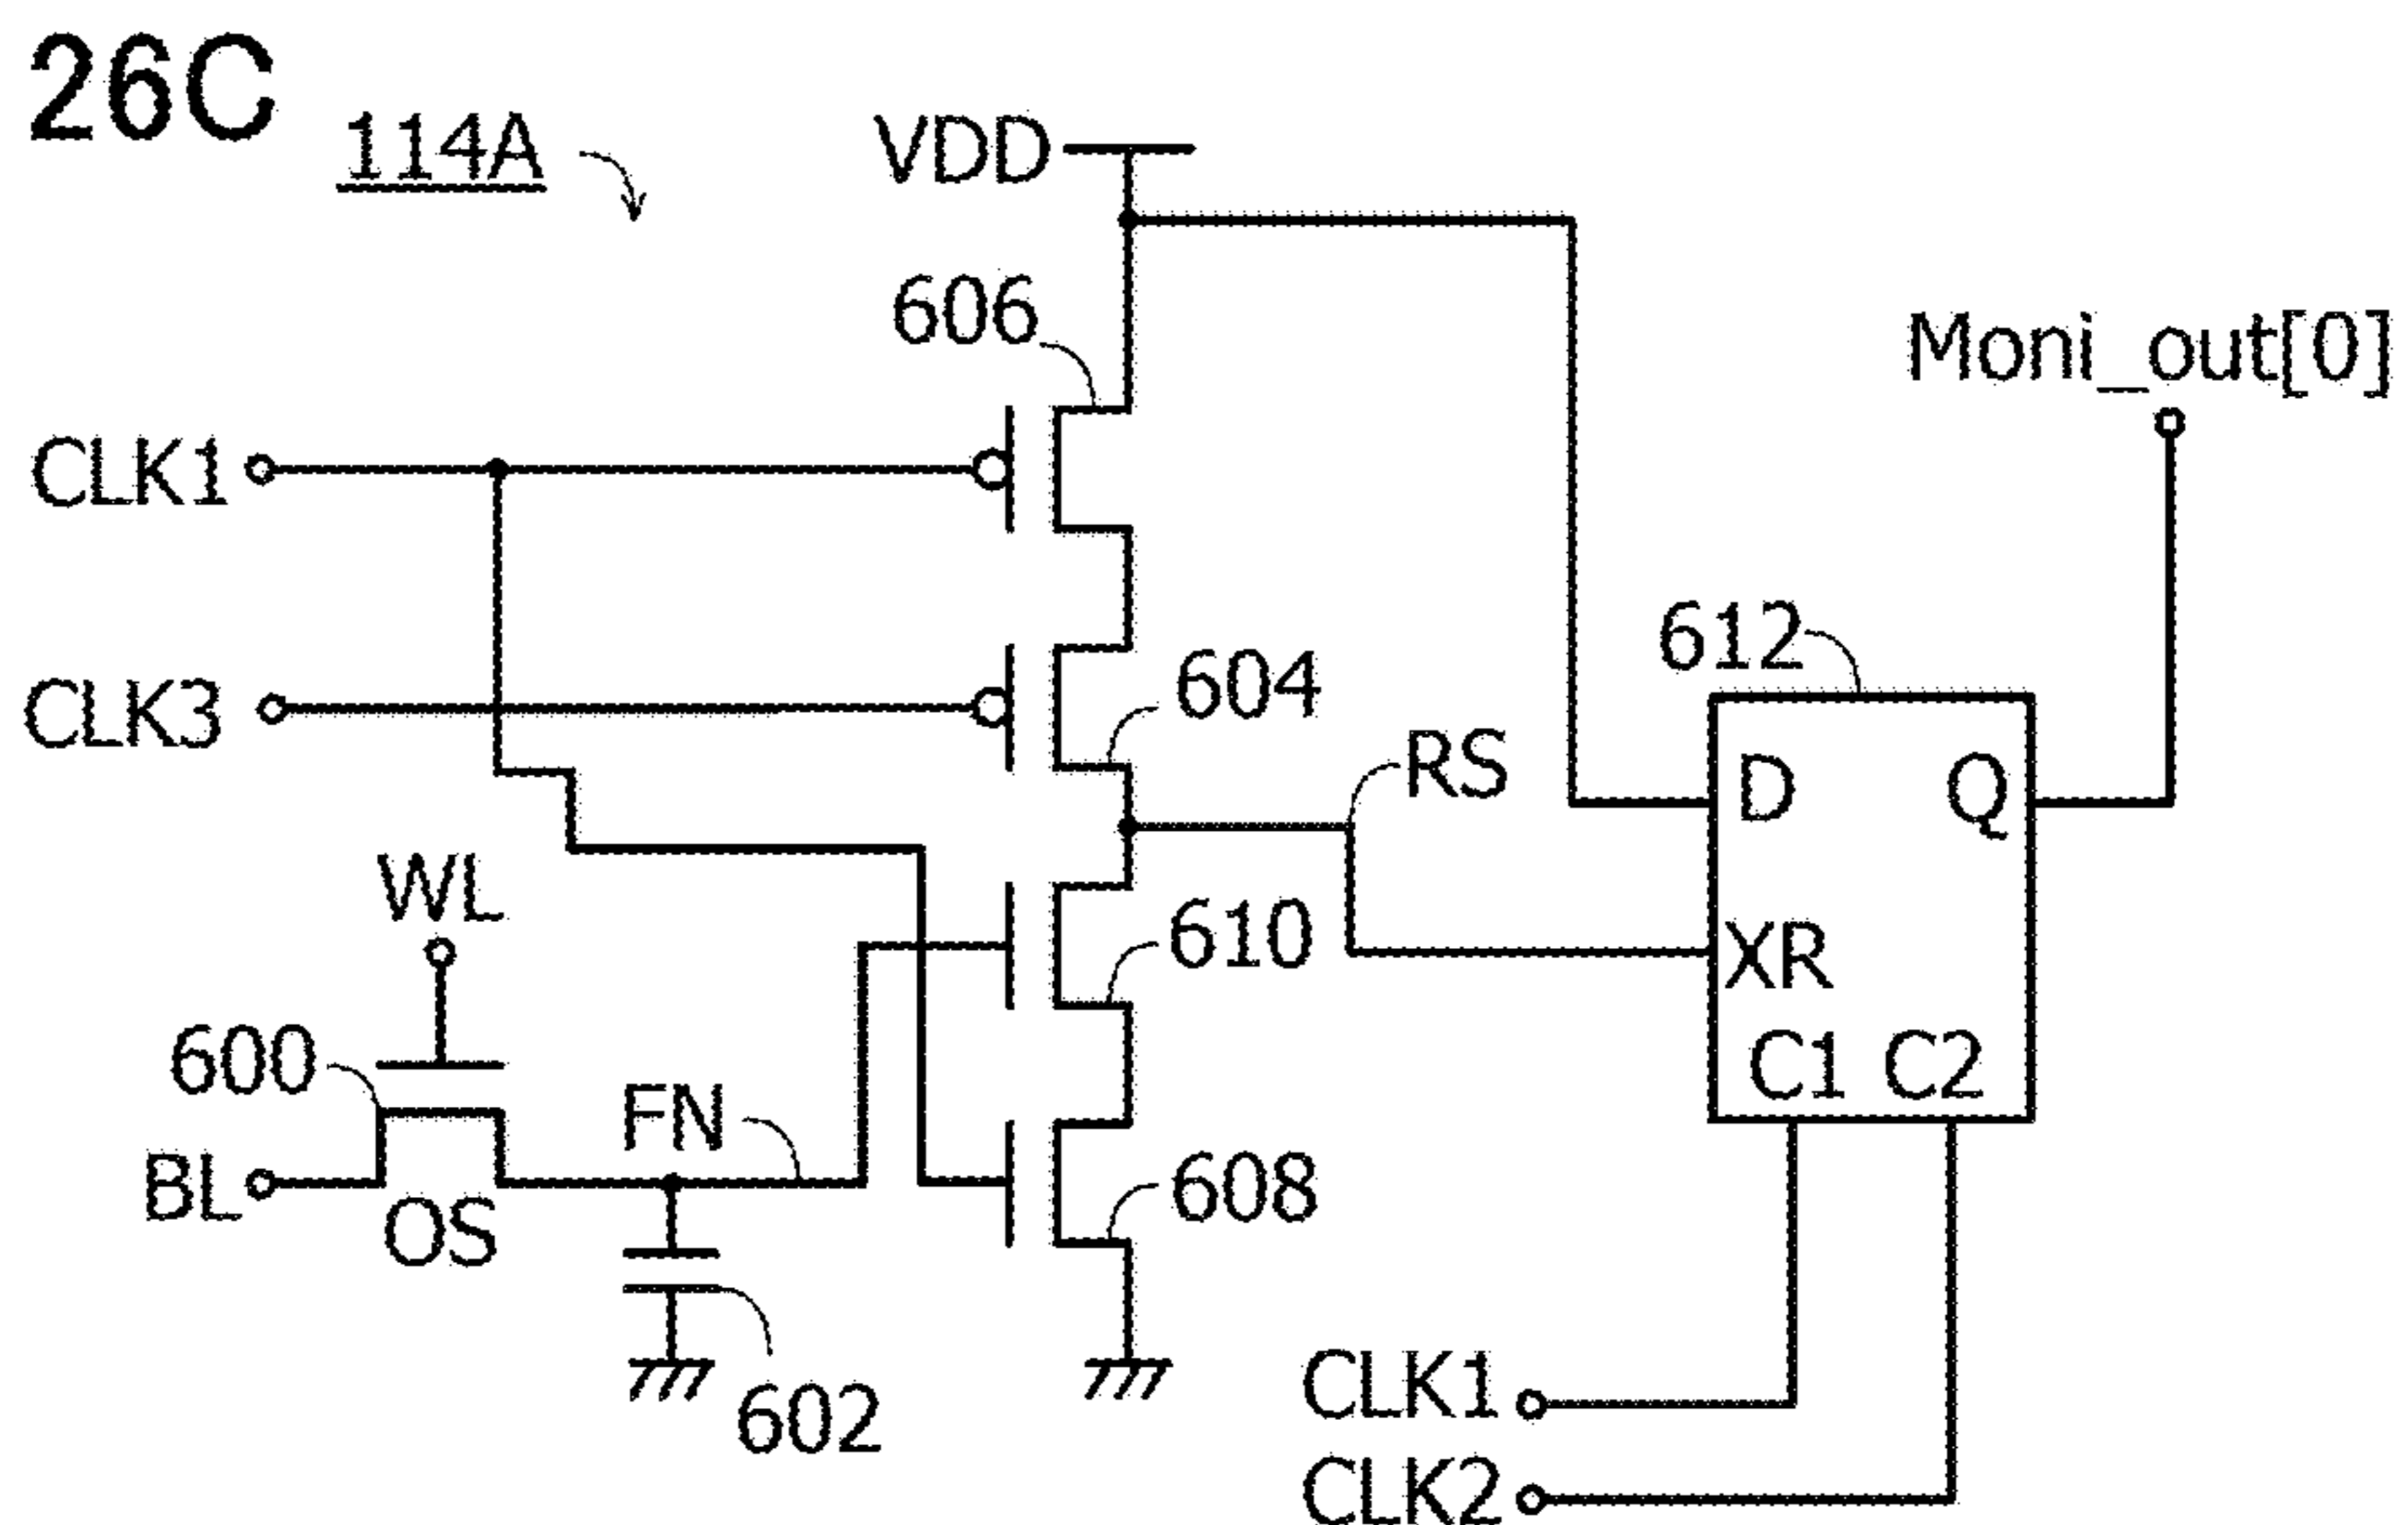 26C
114A
VDD
606
Moni_out[0]
CLK1
CLK3
604
612
RS
D Q
WL
610
XR
600
FN
C1 C2
BL
OS
608
602
CLK1
CLK2